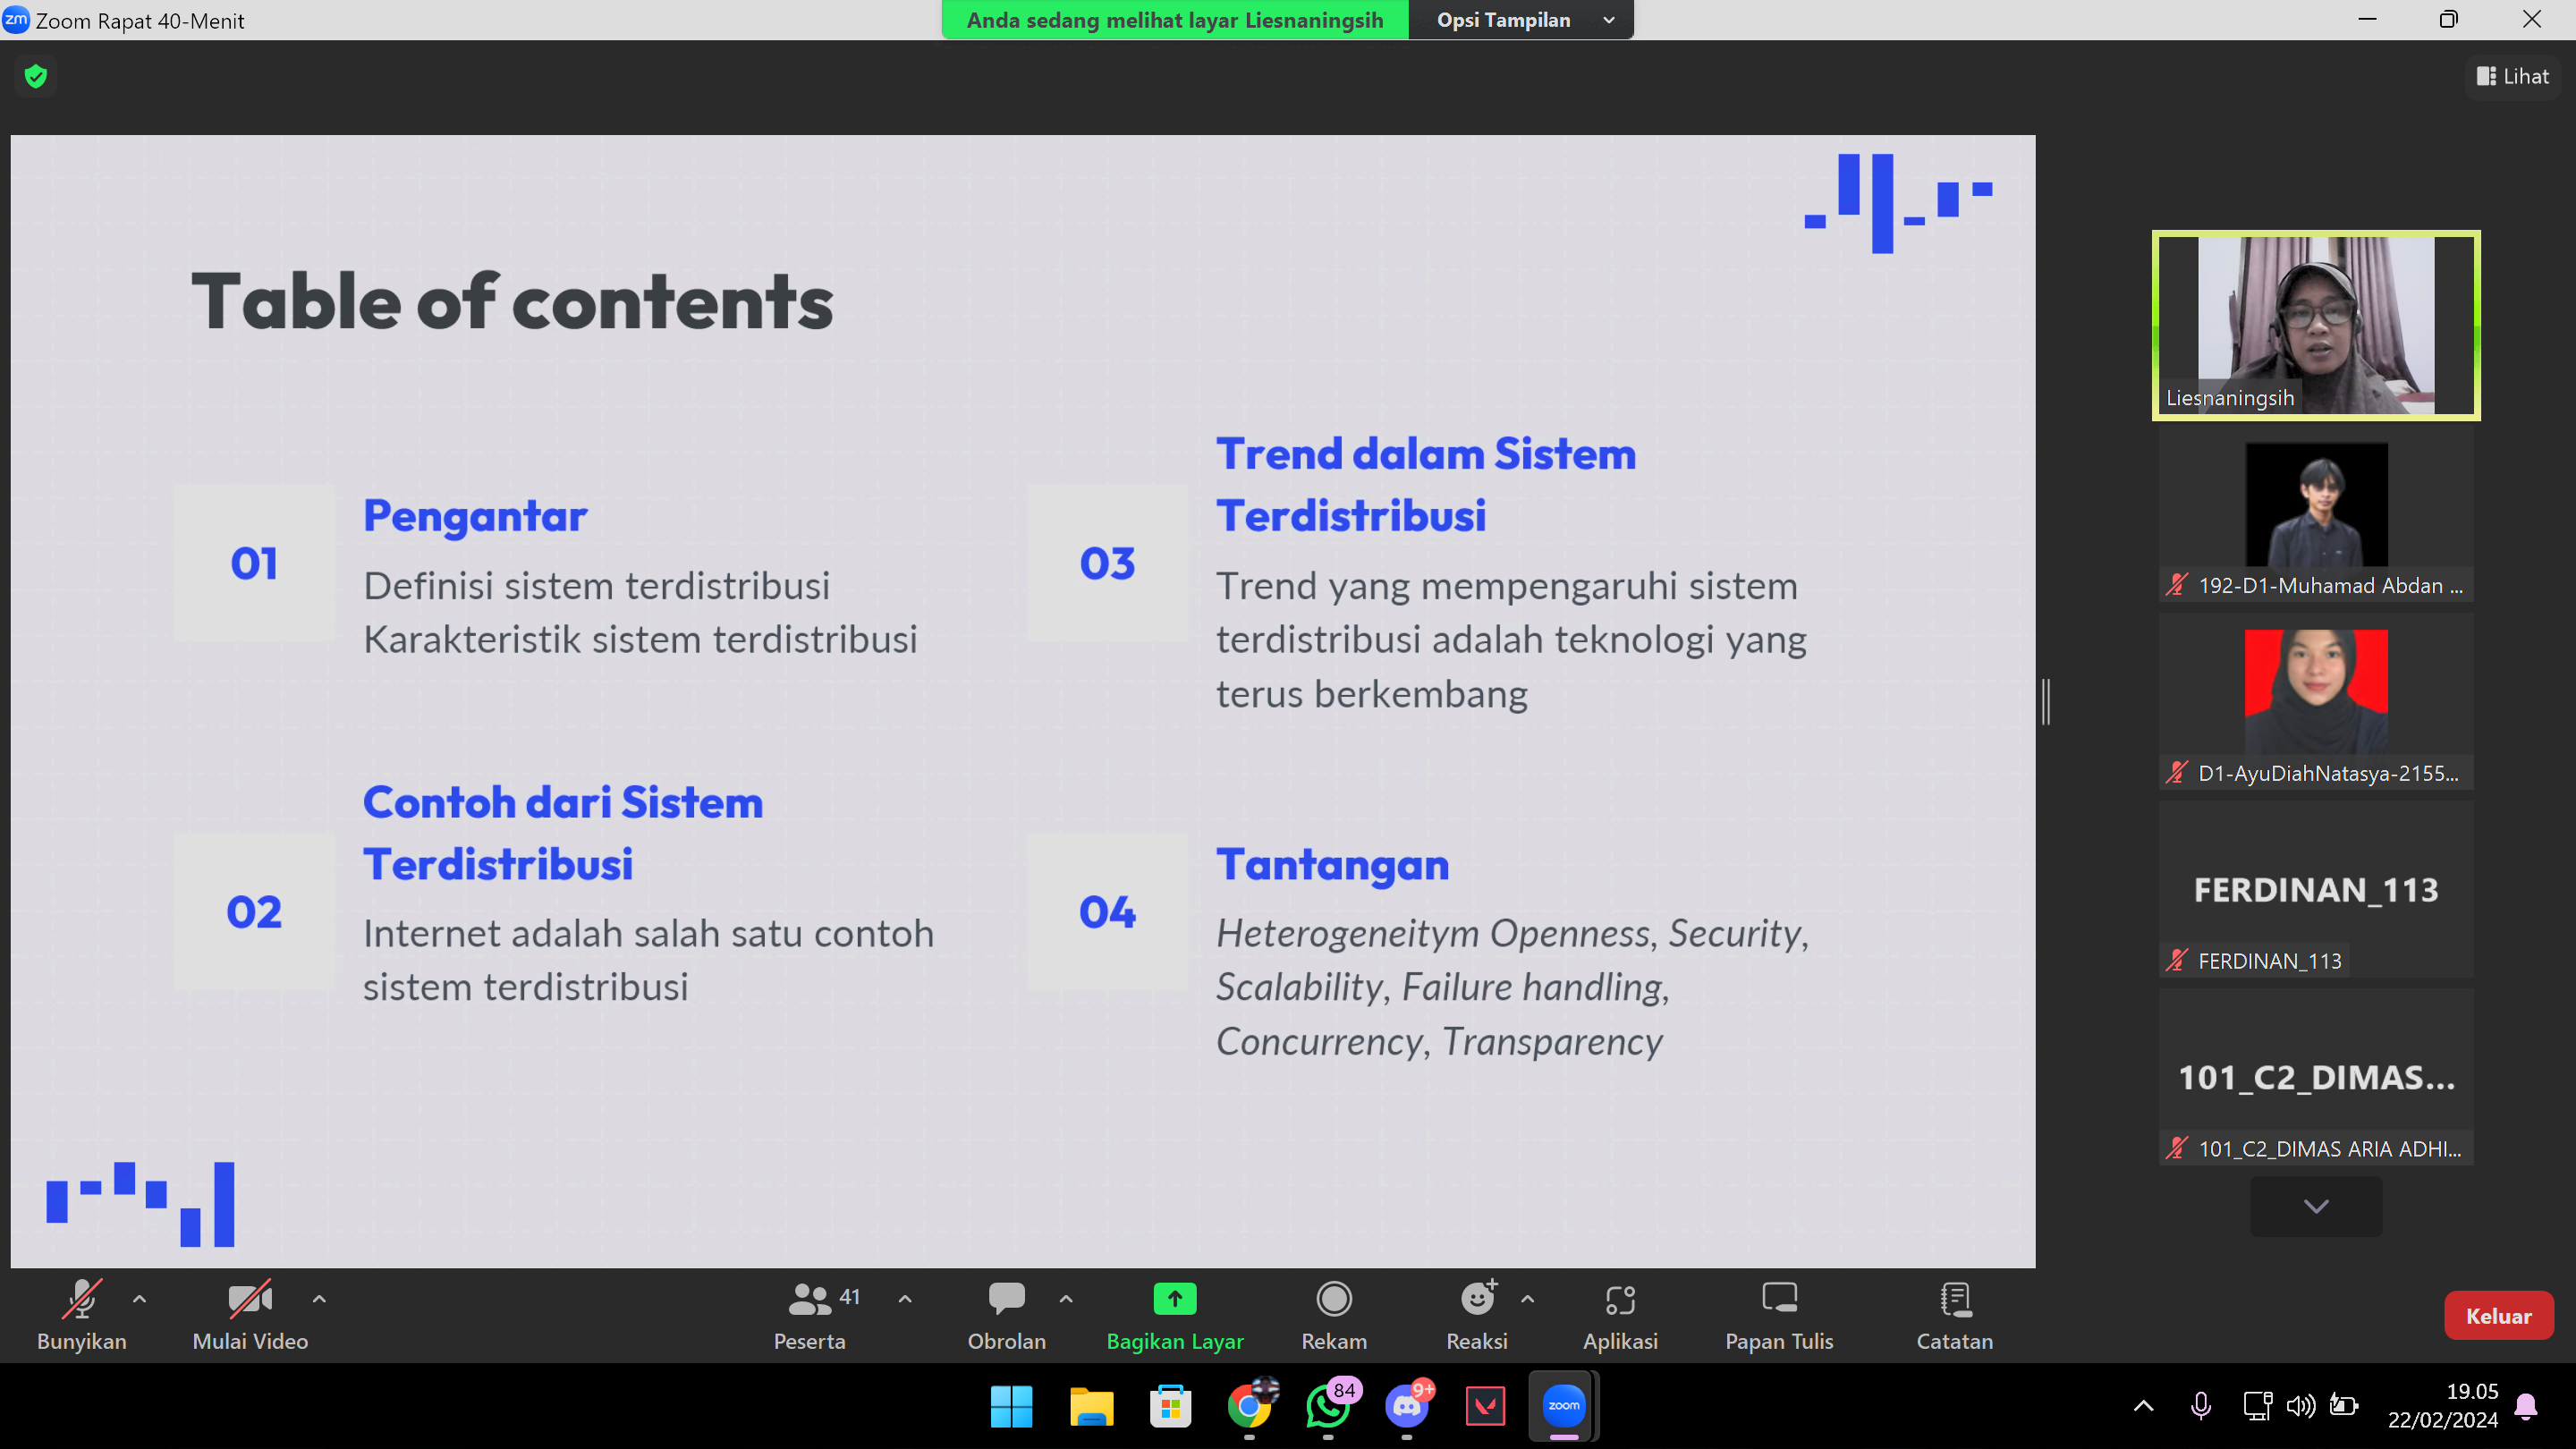 zm Zoom Rapat 40-Menit
Anda sedang melihat layar Liesnaningsih
Opsi Tampilan
Lihat
Table of contents
01
Pengantar
Definisi sistem terdistribusi
Karakteristik sistem terdistribusi
02
Contoh dari Sistem
Terdistribusi
Internet adalah salah satu contoh
sistem terdistribusi
03
Trend dalam Sistem
Terdistribusi
Trend yang mempengaruhi sistem
terdistribusi adalah teknologi yang
terus berkembang
04
Tantangan
Heterogeneitym Openness, Security,
Scalability, Failure handling,
Concurrency, Transparency
Liesnaningsih
192-D1-Muhamad Abdan ...
D1-AyuDiahNatasya-2155...
FERDINAN_113
FERDINAN_113
101_C2_DIMAS...
101_C2_DIMAS ARIA ADHI...
Bunyikan
Mulai Video
41
Peserta
Obrolan
Bagikan Layar
Rekam
Reaksi
Aplikasi
Papan Tulis
Catatan
Keluar
84
9+
zoom
19.05
22/02/2024